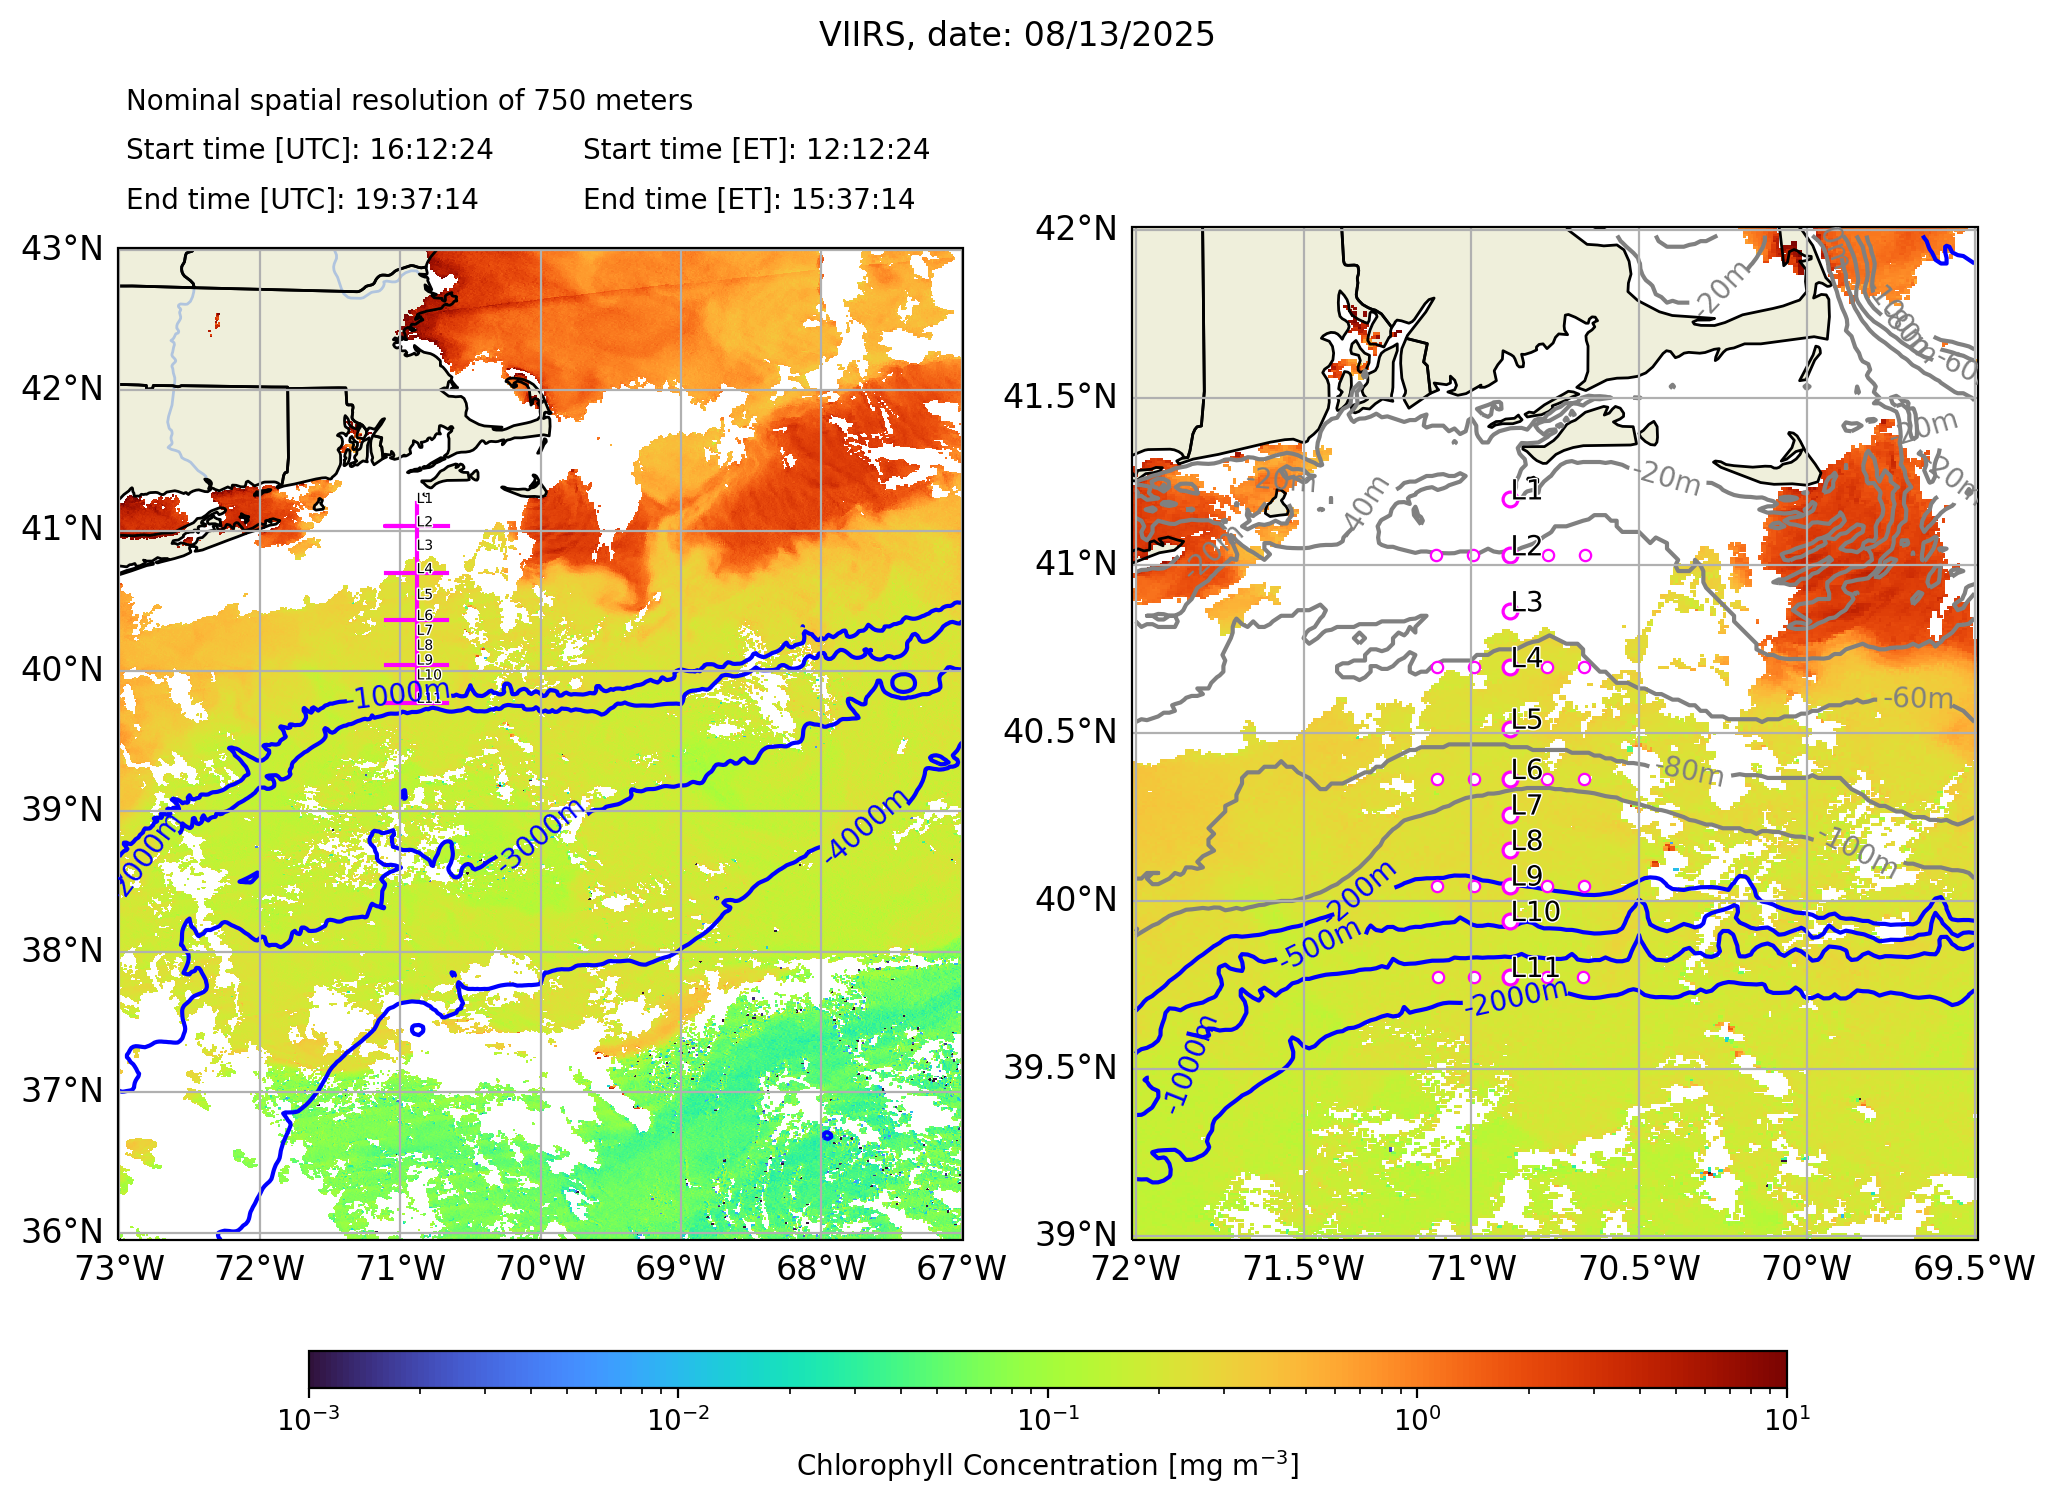 VIIRS, date: 08/13/2025
Nominal spatial resolution of 750 meters
Start time [UTC]: 16:12:24 Start time [ET]: 12:12:24
End time [UTC]: 19:37:14 End time [ET]: 15:37:14
43°N
42°N
41°N
40°N
39°N
38°N
37°N
36°N
73°W 72°W 71°W 70°W 69°W 68°W 67°W
L1
L2
L3
L4
L5
L6
L7
L8
L9
L10
L11
-1000m
-2000m
-3000m
-4000m
42°N
41.5°N
41°N
40.5°N
40°N
39.5°N
39°N
72°W 71.5°W 71°W 70.5°W 70°W 69.5°W
-20m
-100m
-80m
-60
-20m
-20m
-20m
-40m
-20m
L1
L2
L3
L4
L5
L6
L7
L8
L9
L10
L11
-60m
-80m
-100m
-200m
-500m
-1000m
-2000m
10⁻³ 10⁻² 10⁻¹ 10⁰ 10¹
Chlorophyll Concentration [mg m⁻³]